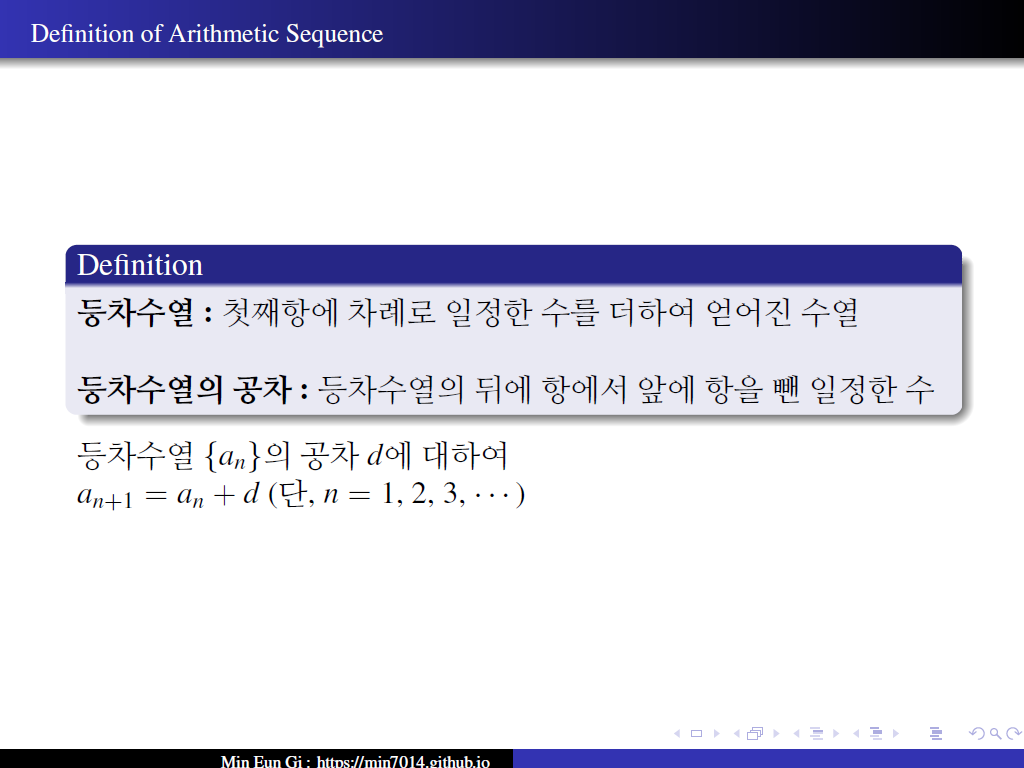 Definition of Arithmetic Sequence
Definition
등차수열 : 첫째항에 차례로 일정한 수를 더하여 얻어진 수열
등차수열의 공차 : 등차수열의 뒤에 항에서 앞에 항을 뺀 일정한 수
등차수열 {aₙ}의 공차 d에 대하여
aₙ₊₁ = aₙ + d (단, n = 1, 2, 3, ⋯ )
Min Eun Gi : https://min7014.github.io